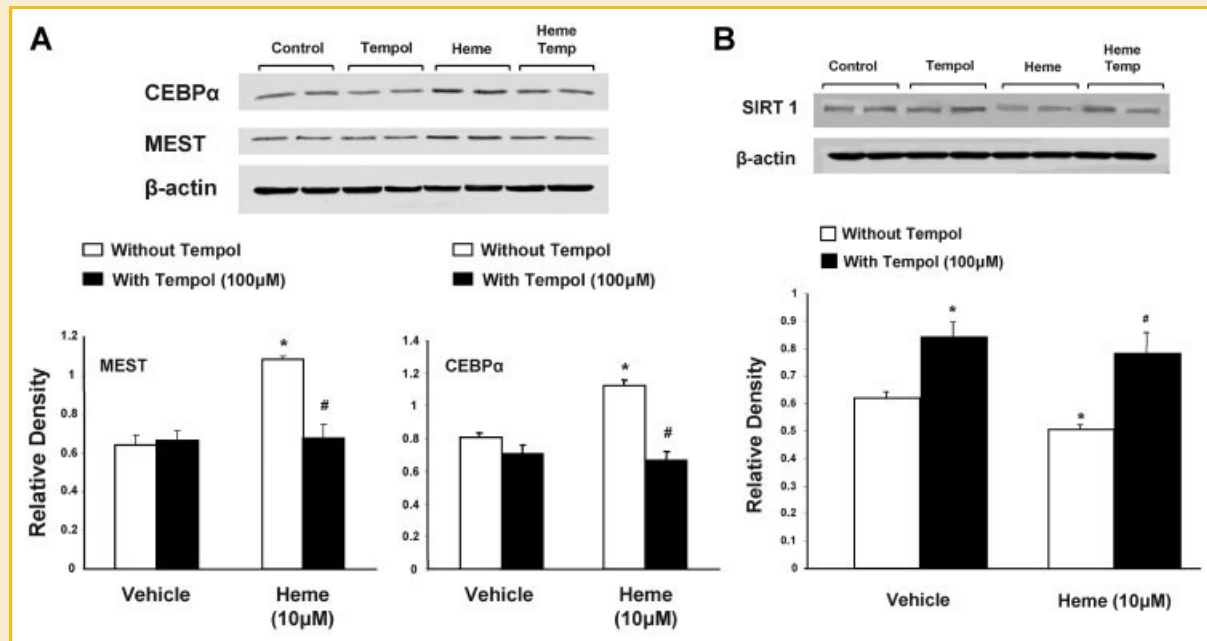 A
Control Tempol Heme Heme Temp
CEBPα
MEST
β-actin
Without Tempol
With Tempol (100µM)
Without Tempol
With Tempol (100µM)
Relative Density
MEST
1.2
1
0.8
0.6
0.4
0.2
0
*
#
Vehicle Heme (10µM)
CEBPα
1.4
1.2
1
0.8
0.6
0.4
0.2
0
*
#
Vehicle Heme (10µM)
B
Control Tempol Heme Heme Temp
SIRT 1
β-actin
Without Tempol
With Tempol (100µM)
Relative Density
1
0.9
0.8
0.7
0.6
0.5
0.4
0.3
0.2
0.1
0
*
*
#
Vehicle Heme (10µM)